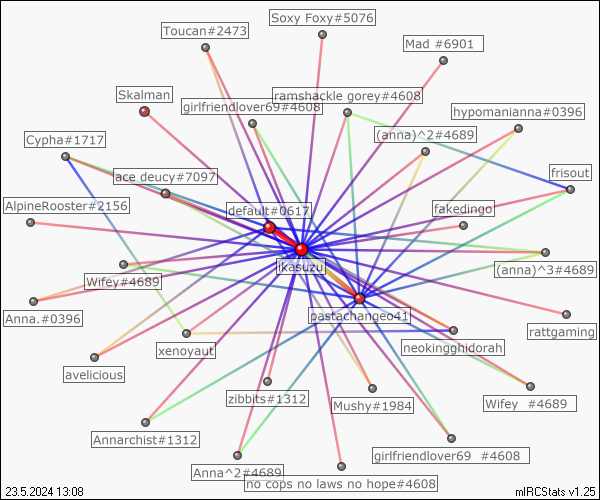 Soxy Foxy#5076
Toucan#2473
Mad #6901
Skalman
ramshackle gorey#4608
girlfriendlover69#4608
hypomanianna#0396
Cypha#1717
(anna)^2#4689
ace deucy#7097
frisout
AlpineRooster#2156
default#0617
fakedingo
jikasuzu
Wifey#4689
(anna)^3#4689
Anna.#0396
pastachangeo41
rattgaming
xenoyaut
neokingghidorah
avelicious
zibbits#1312
Mushy#1984
Wifey #4689
Annarchist#1312
girlfriendlover69 #4608
Anna^2#4689
no cops no laws no hope#4608
23.5.2024 13:08
mIRCStats v1.25